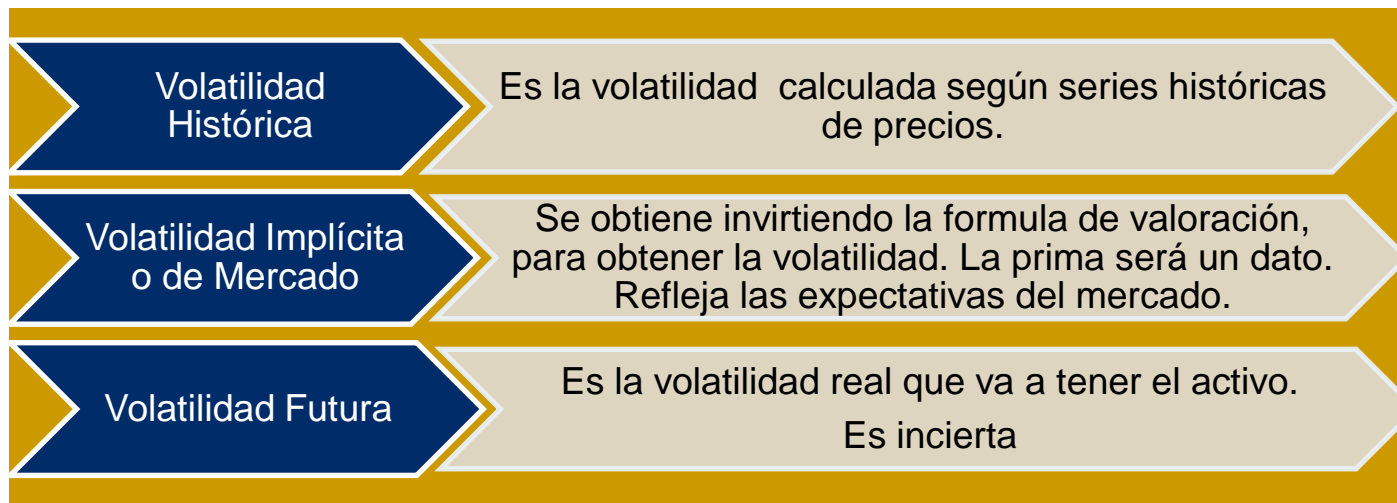 Volatilidad
Histórica
Es la volatilidad calculada según series históricas
de precios.
Volatilidad Implícita
o de Mercado
Se obtiene invirtiendo la formula de valoración,
para obtener la volatilidad. La prima será un dato.
Refleja las expectativas del mercado.
Volatilidad Futura
Es la volatilidad real que va a tener el activo.
Es incierta